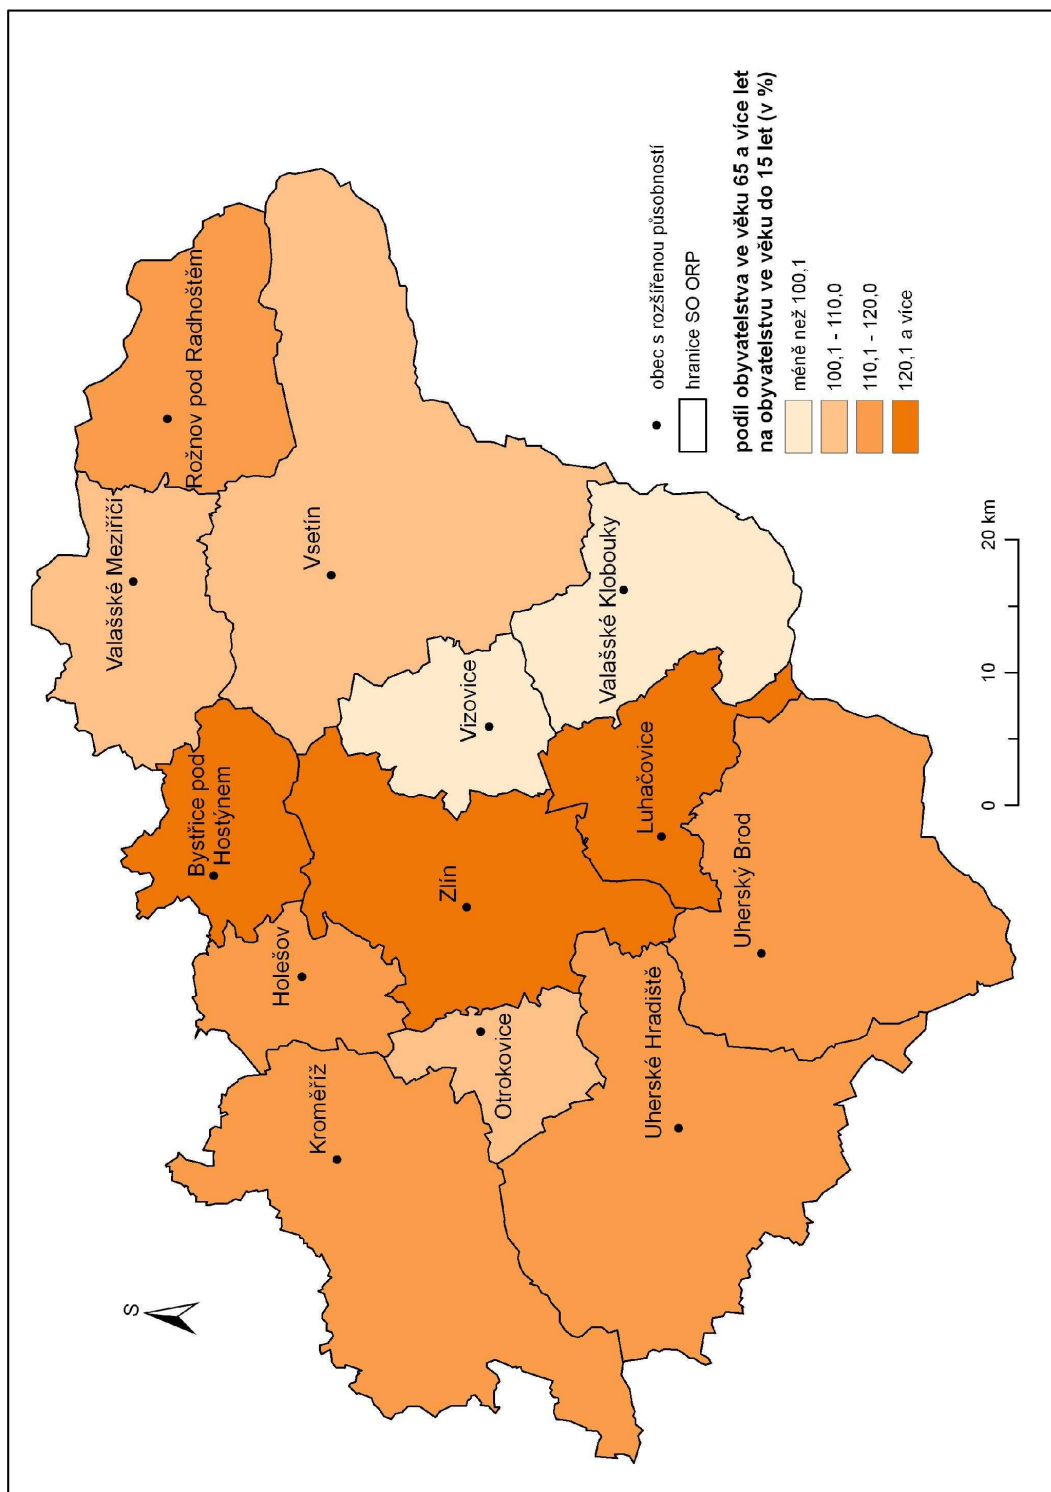 S
Valašské Meziříčí
Rožnov pod Radhoštěm
Bystřice pod
Hostýnem
Holešov
Kroměříž
Vsetín
Zlín
Vizovice
Otrokovice
Valašské Klobouky
Luhačovice
Uherské Hradiště
Uherský Brod
0
10
20 km
obec s rozšířenou působností
hranice SO ORP
podíl obyvatelstva ve věku 65 a více let
na obyvatelstvu ve věku do 15 let (v %)
méně než 100,1
100,1 - 110,0
110,1 - 120,0
120,1 a více